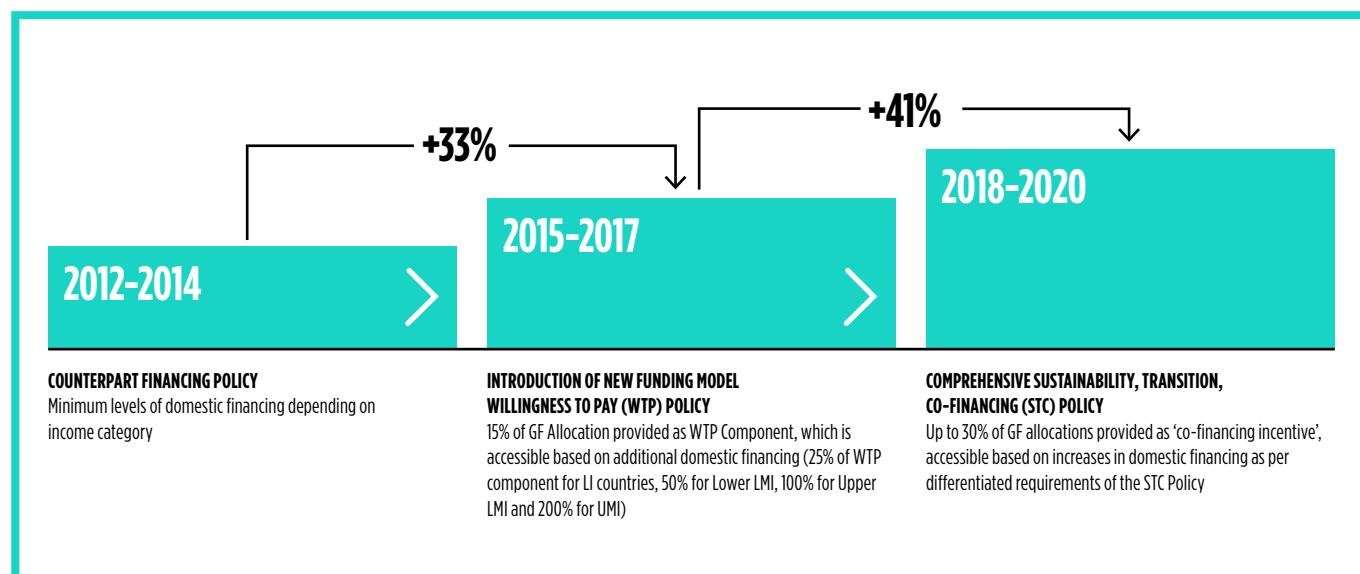 +33%
+41%
2012–2014
2015–2017
2018–2020
COUNTERPART FINANCING POLICY
Minimum levels of domestic financing depending on
income category
INTRODUCTION OF NEW FUNDING MODEL
WILLINGNESS TO PAY (WTP) POLICY
15% of GF Allocation provided as WTP Component, which is
accessible based on additional domestic financing (25% of WTP
component for LI countries, 50% for Lower LMI, 100% for Upper
LMI and 200% for UMI)
COMPREHENSIVE SUSTAINABILITY, TRANSITION,
CO-FINANCING (STC) POLICY
Up to 30% of GF allocations provided as ‘co-financing incentive’,
accessible based on increases in domestic financing as per
differentiated requirements of the STC Policy